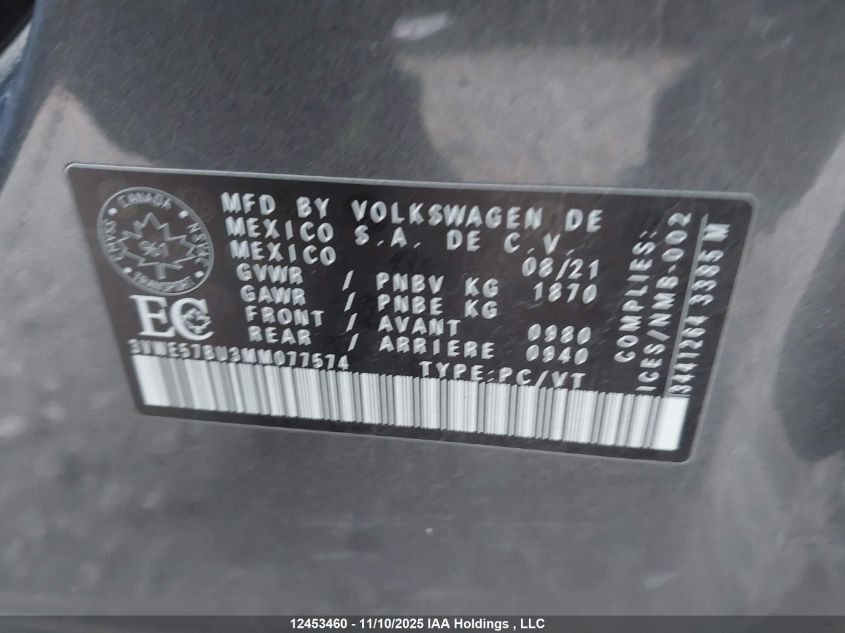 CANADA
MFD BY VOLKSWAGEN DE
MEXICO S.A. DE C.V.
MEXICO 08/21
GVWR / PNBV KG 1870
GAWR / PNBE KG
FRONT / AVANT 0980
REAR / ARRIERE 0940
EC
3VWE57BU3MM077574
TYPE:PC/VT
COMPLIES:
ICES/NMB-002
3441264 3385 M
12453460 - 11/10/2025 IAA Holdings , LLC